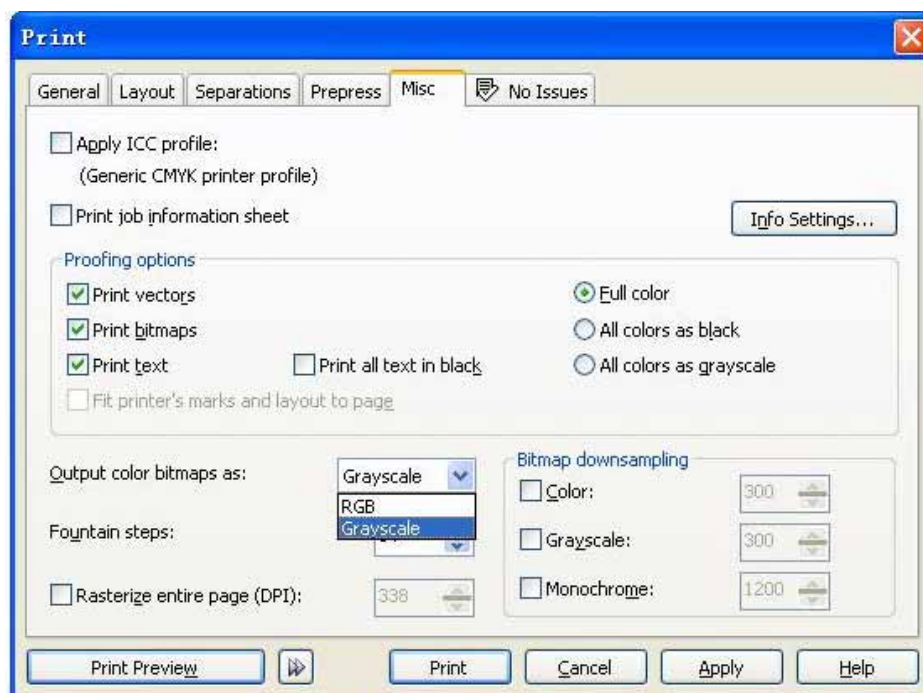 Print
General Layout Separations Prepress Misc No Issues
Apply ICC profile:
(Generic CMYK printer profile)
Print job information sheet
Info Settings...
Proofing options
Print vectors
Full color
Print bitmaps
All colors as black
Print text
Print all text in black
All colors as grayscale
Fit printer's marks and layout to page
Output color bitmaps as:
Grayscale
RGB
Grayscale
Fountain steps:
Rasterize entire page (DPI):
338
Bitmap downsampling
Color:
300
Grayscale:
300
Monochrome:
1200
Print Preview Print Cancel Apply Help